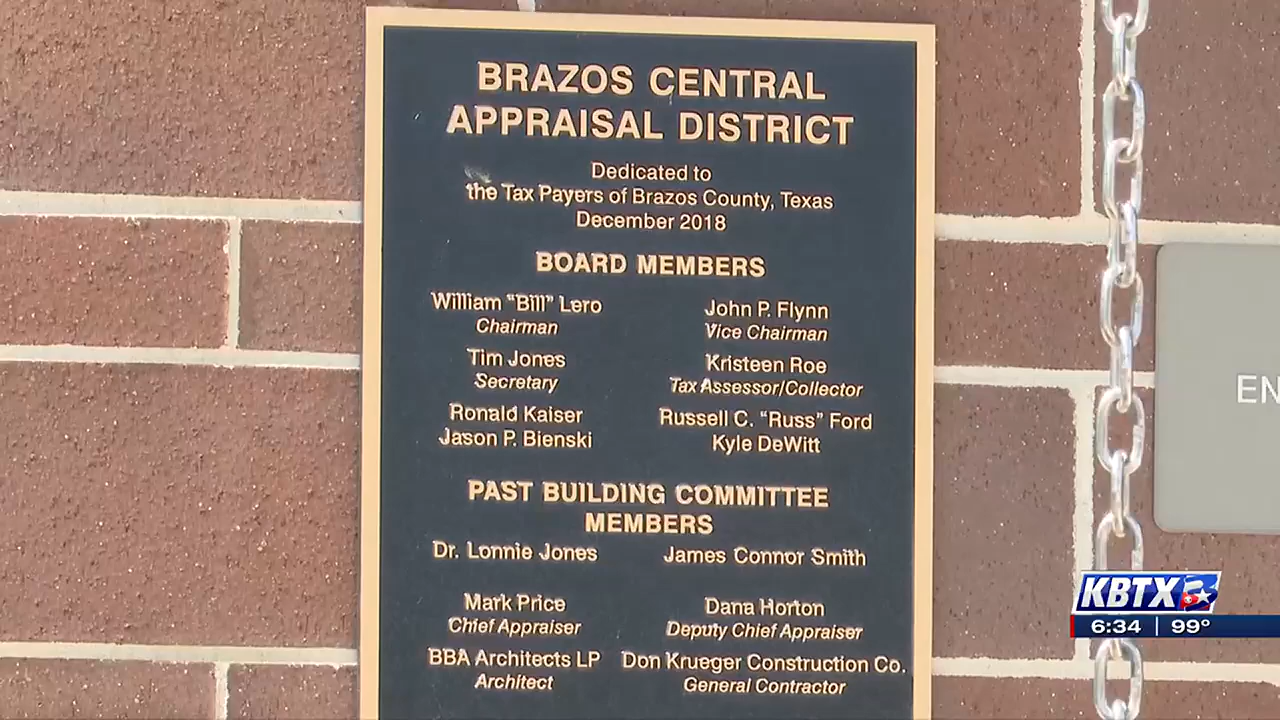 BRAZOS CENTRAL
APPRAISAL DISTRICT
Dedicated to
the Tax Payers of Brazos County, Texas
December 2018
BOARD MEMBERS
William "Bill" Lero
Chairman
John P. Flynn
Vice Chairman
Tim Jones
Secretary
Kristeen Roe
Tax Assessor/Collector
Ronald Kaiser
Jason P. Bienski
Russell C. "Russ" Ford
Kyle DeWitt
PAST BUILDING COMMITTEE
MEMBERS
Dr. Lonnie Jones
James Connor Smith
Mark Price
Chief Appraiser
Dana Horton
Deputy Chief Appraiser
BBA Architects LP
Architect
Don Krueger Construction Co.
General Contractor
EN
KBTX 3
6:34 | 99°